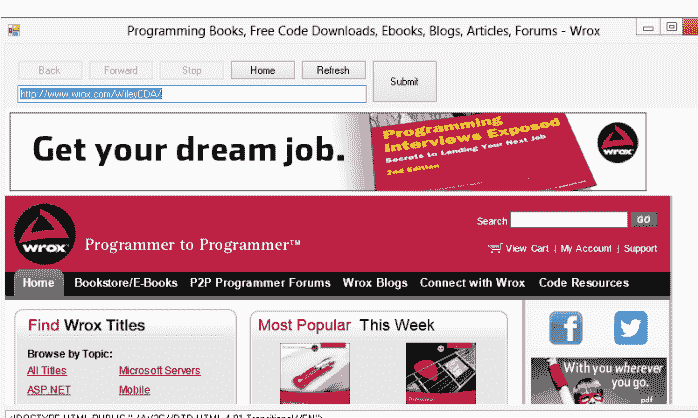 Programming Books, Free Code Downloads, Ebooks, Blogs, Articles, Forums - Wrox
Back Forward Stop Home Refresh Submit
http://www.wrox.com/WileyCDA/
Get your dream job.
Programming
Interviews Exposed
Secrets to Landing Your Next Job
2nd Edition
wrox
Search GO
wrox Programmer to Programmer™
View Cart | My Account | Support
Home Bookstore/E-Books P2P Programmer Forums Wrox Blogs Connect with Wrox Code Resources
Find Wrox Titles
Most Popular This Week
Browse by Topic:
All Titles Microsoft Servers
ASP.NET Mobile
With you wherever
you go.
pdf